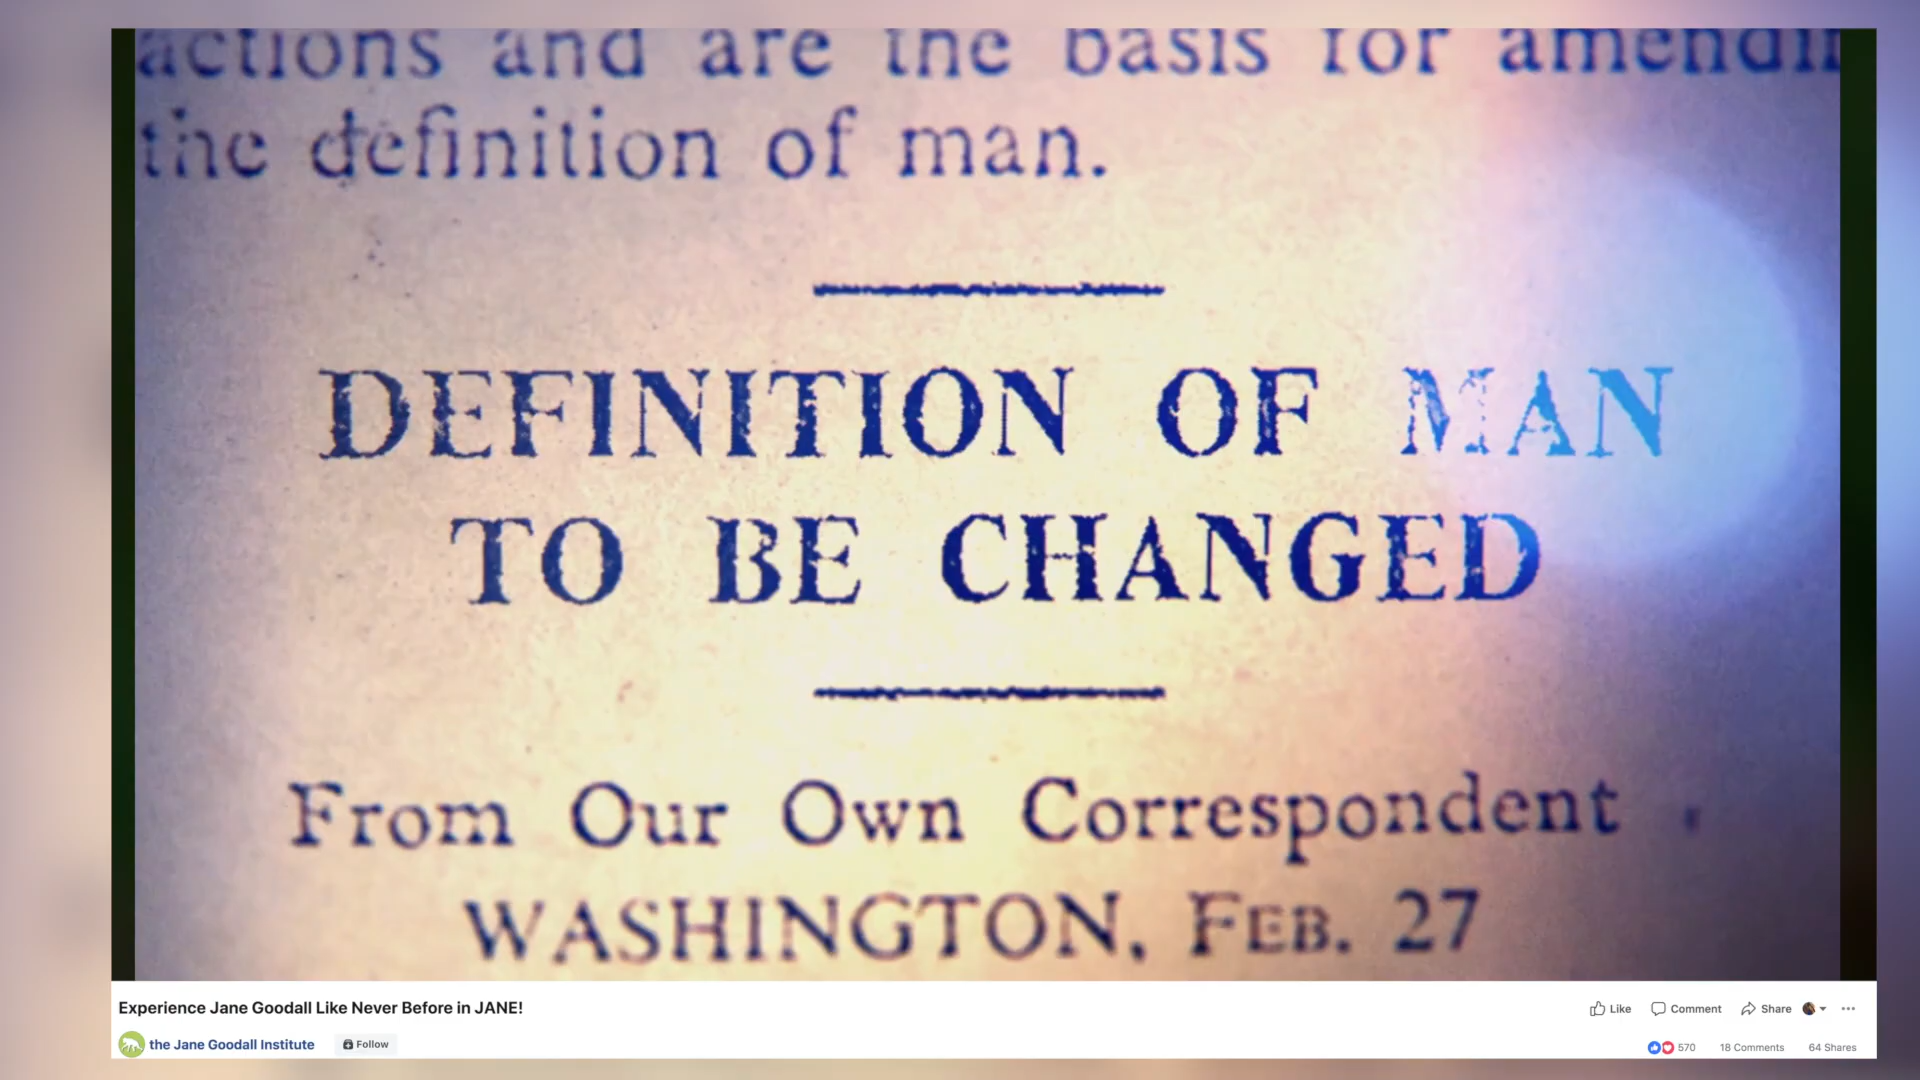 actions and are the basis for
the definition of man.
DEFINITION OF MAN
TO BE CHANGED
From Our Own Correspondent
WASHINGTON, FEB. 27
Experience Jane Goodall Like Never Before in JANE!
Like Comment Share
the Jane Goodall Institute Follow
570 18 Comments 64 Shares